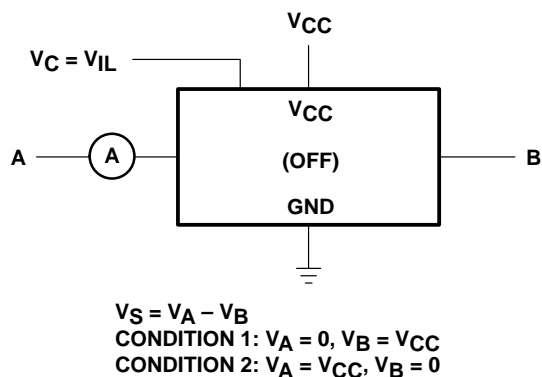 VCC
VC = VIL
VCC
A
A
(OFF)
B
GND
VS = VA – VB
CONDITION 1: VA = 0, VB = VCC
CONDITION 2: VA = VCC, VB = 0